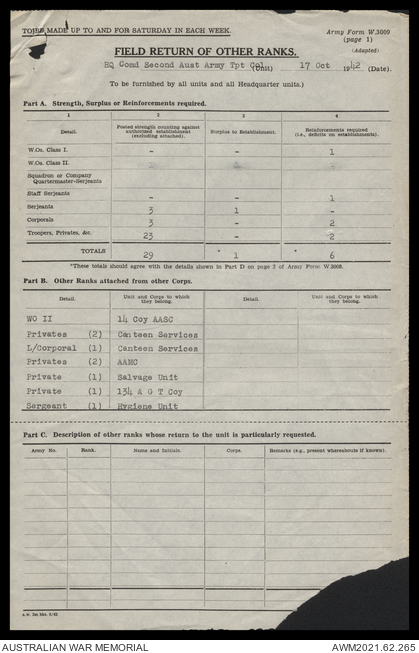 TO BE MADE UP TO AND FOR SATURDAY IN EACH WEEK.
Army Form W.3009
(page 1)
(Adapted)
FIELD RETURN OF OTHER RANKS.
HQ Comd Second Aust Army Tpt Col (Unit) 17 Oct 1942 (Date).
To be furnished by all units and all Headquarter units.)
Part A. Strength, Surplus or Reinforcements required.
1 2 3 4
Detail. Posted strength counting against authorized establishment (excluding attached). Surplus to Establishment. Reinforcements required (i.e., deficits on establishments).
W.Os. Class I. - - 1
W.Os. Class II.
Squadron or Company
Quartermaster-Serjeants
Staff Serjeants - - 1
Serjeants 3 1 -
Corporals 3 - 2
Troopers, Privates, &c. 23 - 2
TOTALS 29 * 1 * 6
*These totals should agree with the details shown in Part D on page 2 of Army Form W.3009.
Part B. Other Ranks attached from other Corps.
Detail. Unit and Corps to which they belong. Detail. Unit and Corps to which they belong.
WO II 14 Coy AASC
Privates (2) Canteen Services
L/Corporal (1) Canteen Services
Privates (2) AAMC
Private (1) Salvage Unit
Private (1) 134 A G T Coy
Sergeant (1) Hygiene Unit
Part C. Description of other ranks whose return to the unit is particularly requested.
Army No. Rank. Name and Initials. Corps. Remarks (e.g., present whereabouts if known).
AUSTRALIAN WAR MEMORIAL
AWM2021.62.265